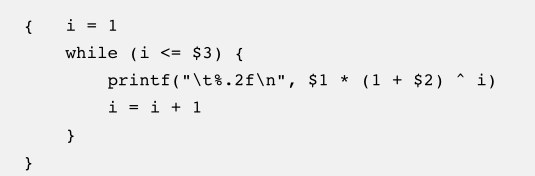 {   i = 1
    while (i <= $3) {
        printf("\t%.2f\n", $1 * (1 + $2) ^ i)
        i = i + 1
    }
}